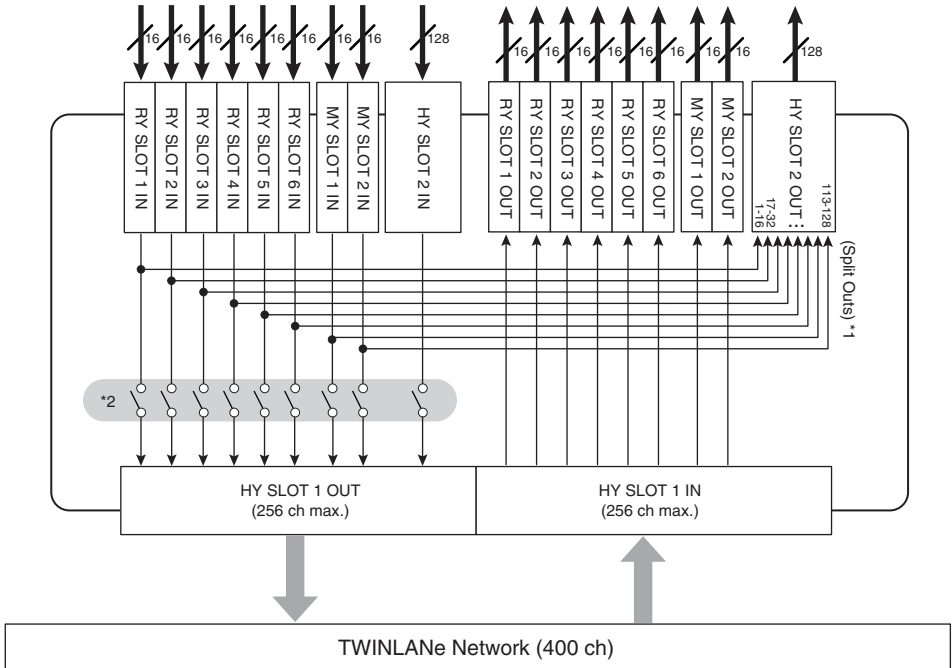 16 16 16 16 16 16 16 16 128
16 16 16 16 16 16 16 16 128
RY SLOT 1 IN
RY SLOT 2 IN
RY SLOT 3 IN
RY SLOT 4 IN
RY SLOT 5 IN
RY SLOT 6 IN
MY SLOT 1 IN
MY SLOT 2 IN
HY SLOT 2 IN
RY SLOT 1 OUT
RY SLOT 2 OUT
RY SLOT 3 OUT
RY SLOT 4 OUT
RY SLOT 5 OUT
RY SLOT 6 OUT
MY SLOT 1 OUT
MY SLOT 2 OUT
HY SLOT 2 OUT
1-16
17-32
:
113-128
(Split Outs) *1
*2
HY SLOT 1 OUT
(256 ch max.)
HY SLOT 1 IN
(256 ch max.)
TWINLANe Network (400 ch)